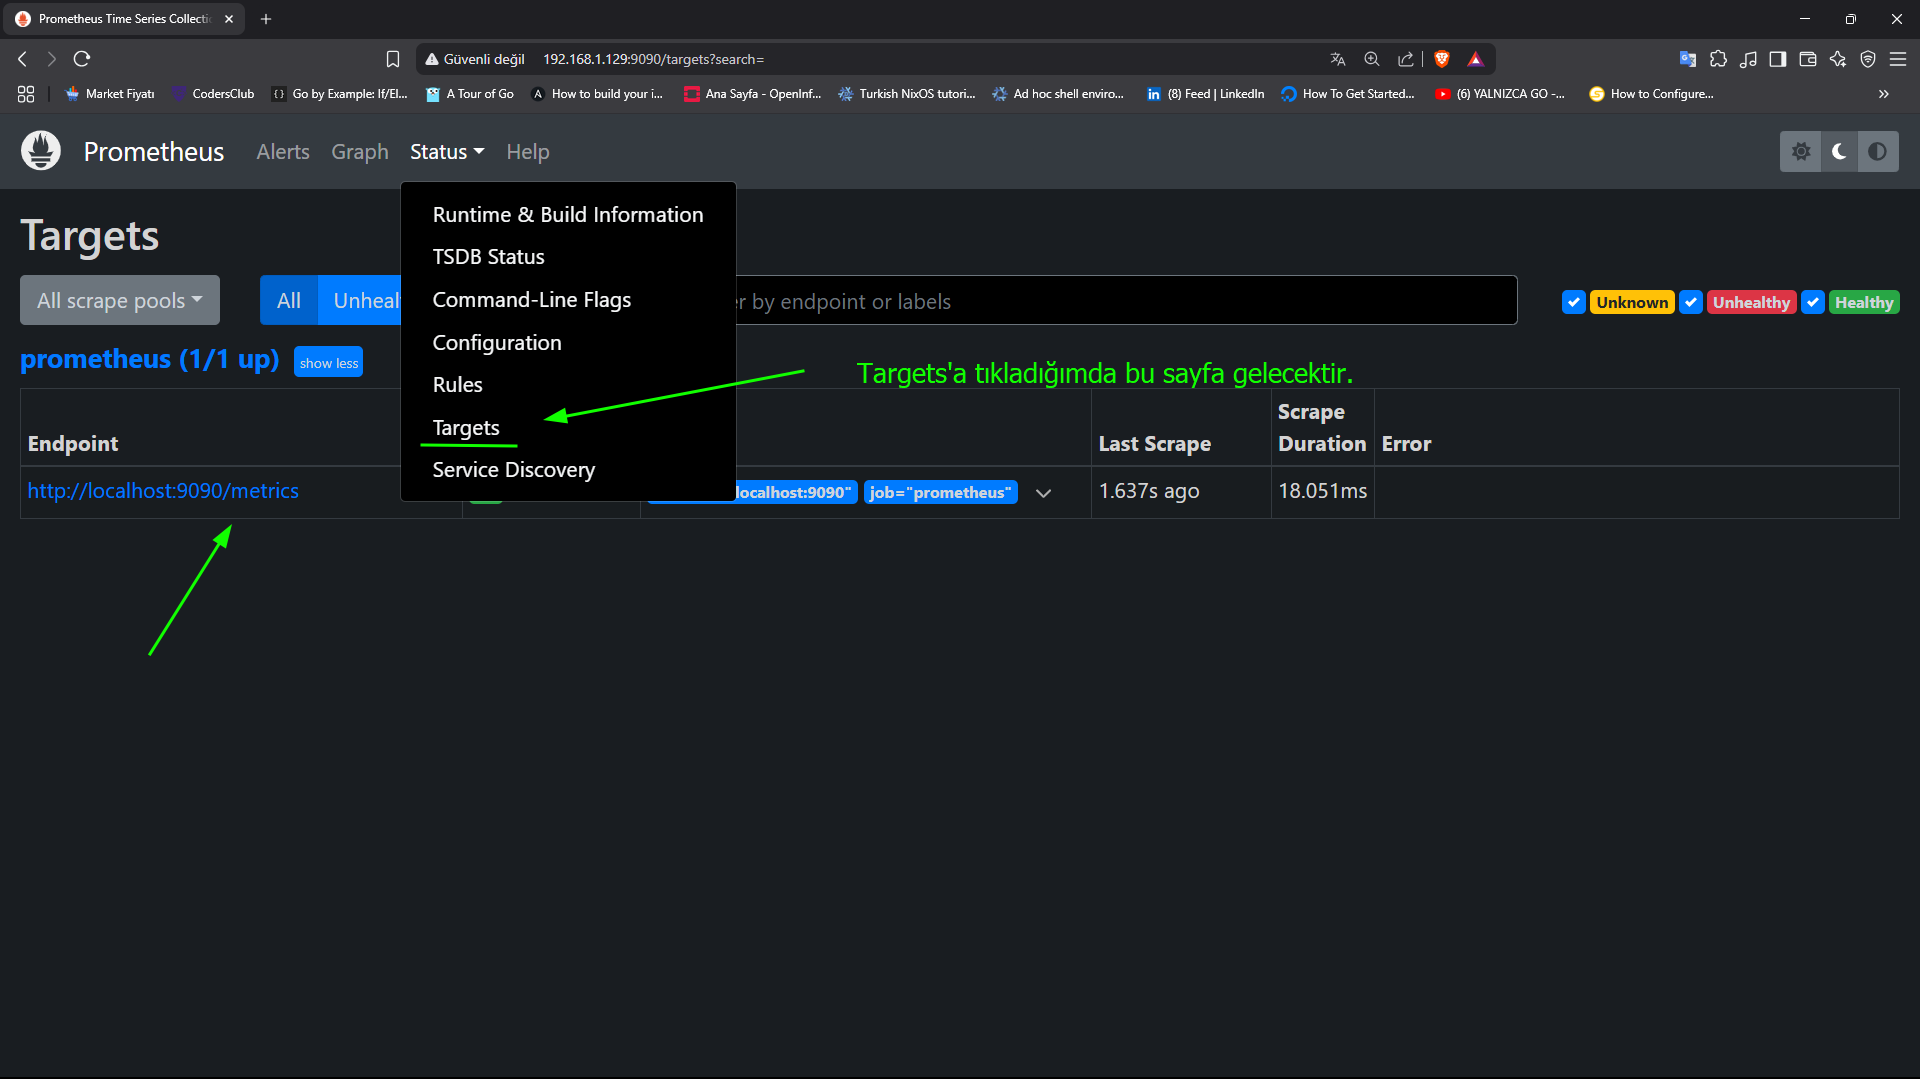 Prometheus Time Series Collecti
Güvenli değil 192.168.1.129:9090/targets?search=
Market Fiyatı CodersClub Go by Example: If/El... A Tour of Go How to build your i... Ana Sayfa - OpenInf... Turkish NixOS tutori... Ad hoc shell enviro... (8) Feed | LinkedIn How To Get Started... (6) YALNIZCA GO -... How to Configure...
Prometheus Alerts Graph Status Help
Runtime & Build Information
TSDB Status
Command-Line Flags
Configuration
Rules
Targets
Service Discovery
Targets
All scrape pools All Unheal er by endpoint or labels Unknown Unhealthy Healthy
prometheus (1/1 up) show less
Targets'a tıkladığımda bu sayfa gelecektir.
Endpoint Last Scrape Scrape Duration Error
http://localhost:9090/metrics localhost:9090" job="prometheus" 1.637s ago 18.051ms